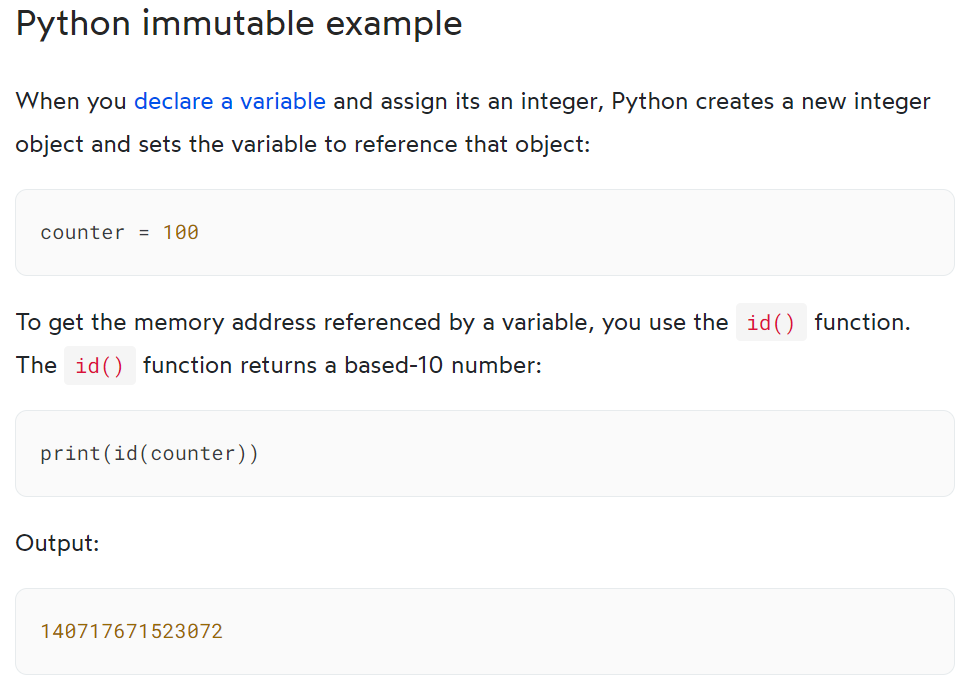 Python immutable example
When you declare a variable and assign its an integer, Python creates a new integer
object and sets the variable to reference that object:
counter = 100
To get the memory address referenced by a variable, you use the id() function.
The id() function returns a based-10 number:
print(id(counter))
Output:
140717671523072